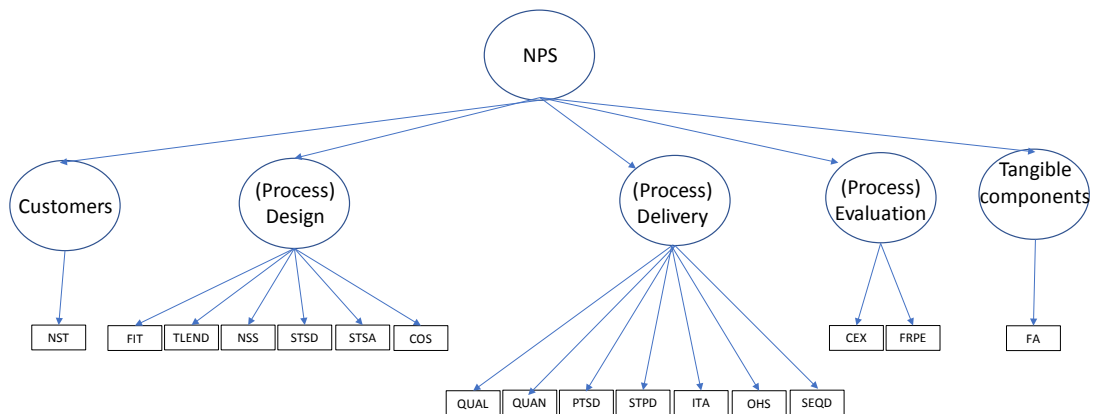 NPS
Customers
(Process)
Design
(Process)
Delivery
(Process)
Evaluation
Tangible
components
NST
FIT
TLEND
NSS
STSD
STSA
COS
QUAL
QUAN
PTSD
STPD
ITA
OHS
SEQD
CEX
FRPE
FA